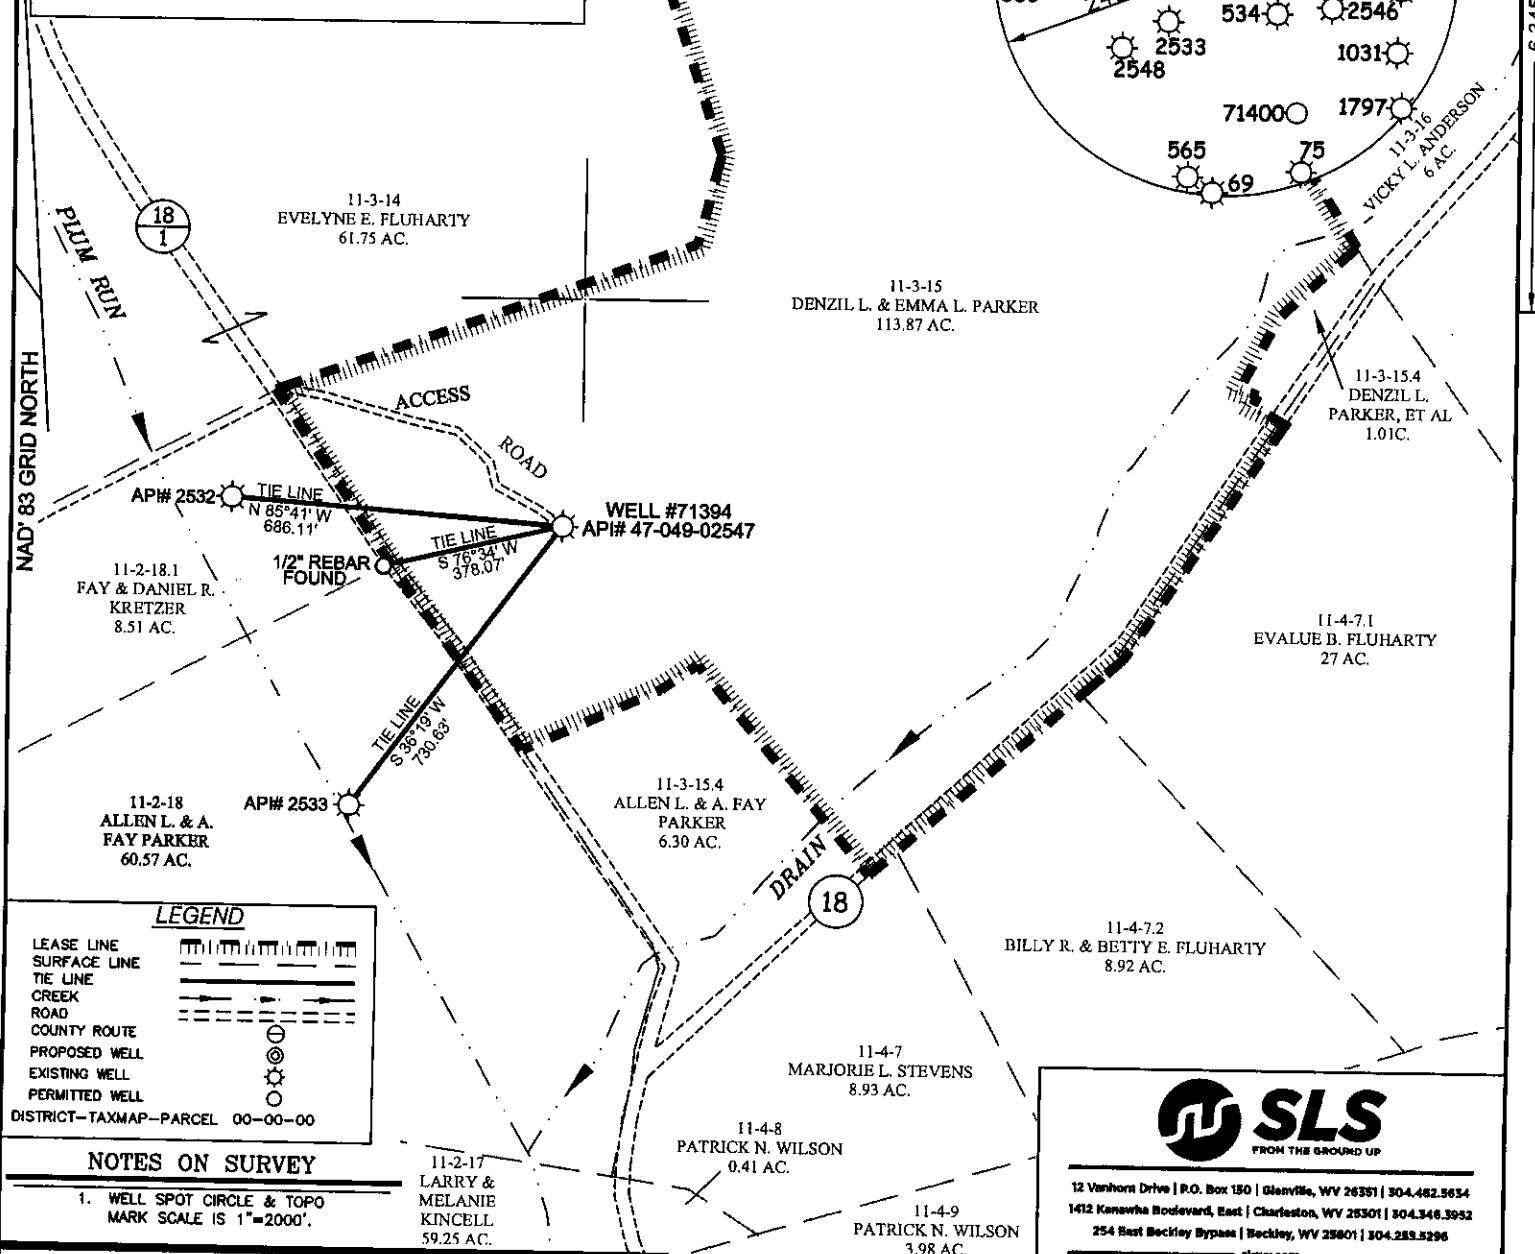 534
2546
2533
2548
1031
71400
1797
565
75
69
11-3-16
VICKY L. ANDERSON
6 AC.
11-3-14
EVELYNE E. FLUHARTY
61.75 AC.
18
1
PLUM RUN
11-3-15
DENZIL L. & EMMA L. PARKER
113.87 AC.
NAD' 83 GRID NORTH
ACCESS
ROAD
11-3-15.4
DENZIL L.
PARKER, ET AL
1.01C.
API# 2532
TIE LINE
N 85°41' W
686.11'
WELL #71394
API# 47-049-02547
TIE LINE
S 76°34' W
378.07'
1/2" REBAR
FOUND
11-2-18.1
FAY & DANIEL R.
KRETZER
8.51 AC.
11-4-7.1
EVALUE B. FLUHARTY
27 AC.
TIE LINE
S 36°19' W
730.63'
API# 2533
11-2-18
ALLEN L. & A.
FAY PARKER
60.57 AC.
11-3-15.4
ALLEN L. & A. FAY
PARKER
6.30 AC.
DRAIN
18
11-4-7.2
BILLY R. & BETTY E. FLUHARTY
8.92 AC.
LEGEND
LEASE LINE
SURFACE LINE
TIE LINE
CREEK
ROAD
COUNTY ROUTE
PROPOSED WELL
EXISTING WELL
PERMITTED WELL
DISTRICT-TAXMAP-PARCEL 00-00-00
11-4-7
MARJORIE L. STEVENS
8.93 AC.
11-4-8
PATRICK N. WILSON
0.41 AC.
NOTES ON SURVEY
1. WELL SPOT CIRCLE & TOPO
MARK SCALE IS 1"=2000'.
11-2-17
LARRY &
MELANIE
KINCELL
59.25 AC.
11-4-9
PATRICK N. WILSON
3.98 AC.
SLS
FROM THE GROUND UP
12 Vanhorn Drive | P.O. Box 150 | Glenville, WV 26351 | 304.462.5634
1412 Kanawha Boulevard, East | Charleston, WV 25301 | 304.346.3952
254 East Beckley Bypass | Beckley, WV 25801 | 304.253.5296